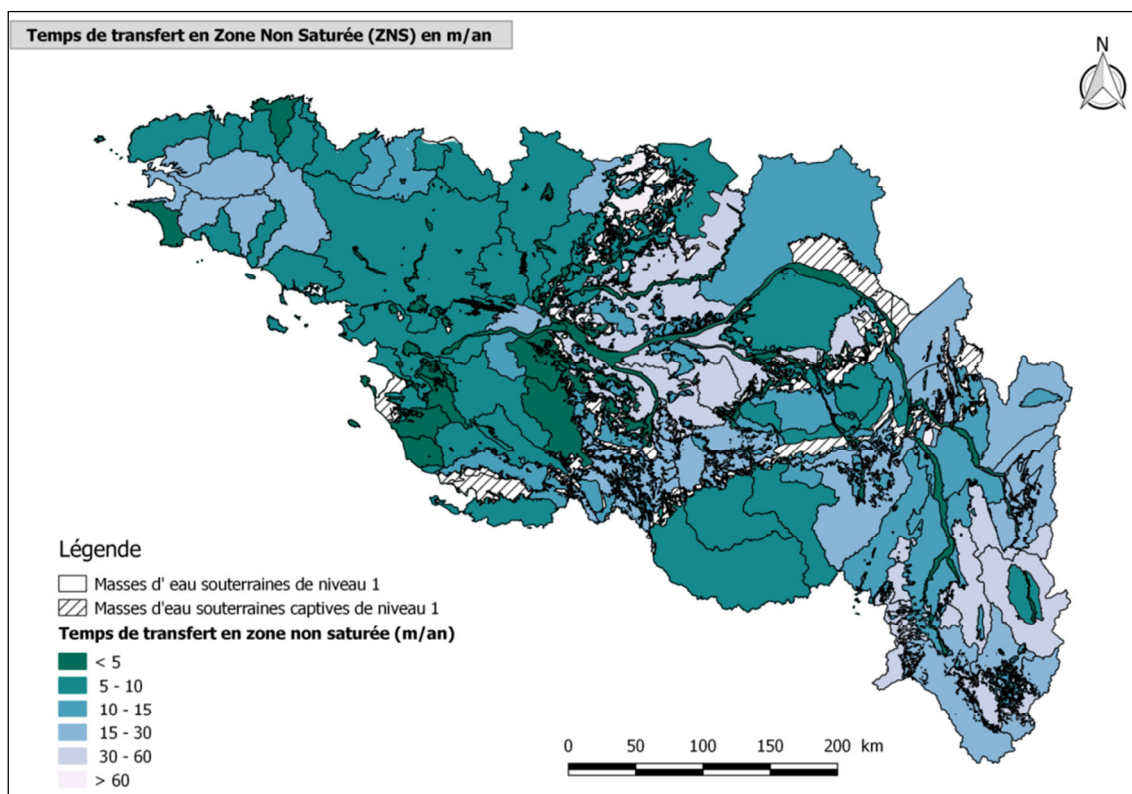 Temps de transfert en Zone Non Saturée (ZNS) en m/an
N
Légende
Masses d' eau souterraines de niveau 1
Masses d'eau souterraines captives de niveau 1
Temps de transfert en zone non saturée (m/an)
< 5
5 - 10
10 - 15
15 - 30
30 - 60
> 60
0 50 100 150 200 km